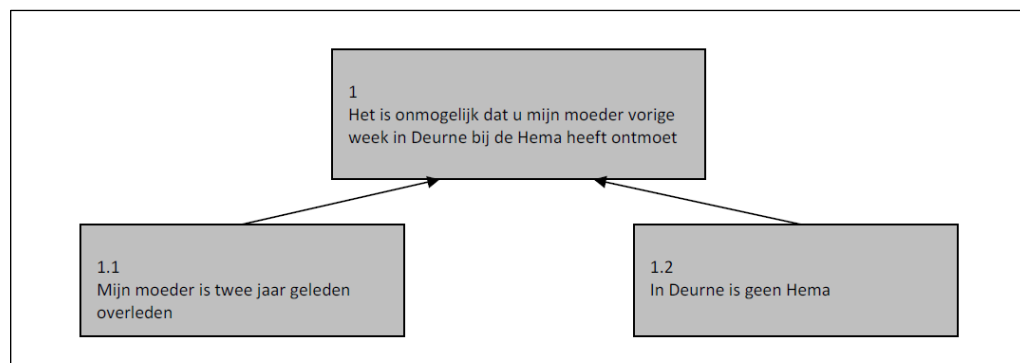 1
Het is onmogelijk dat u mijn moeder vorige
week in Deurne bij de Hema heeft ontmoet
1.1
Mijn moeder is twee jaar geleden
overleden
1.2
In Deurne is geen Hema